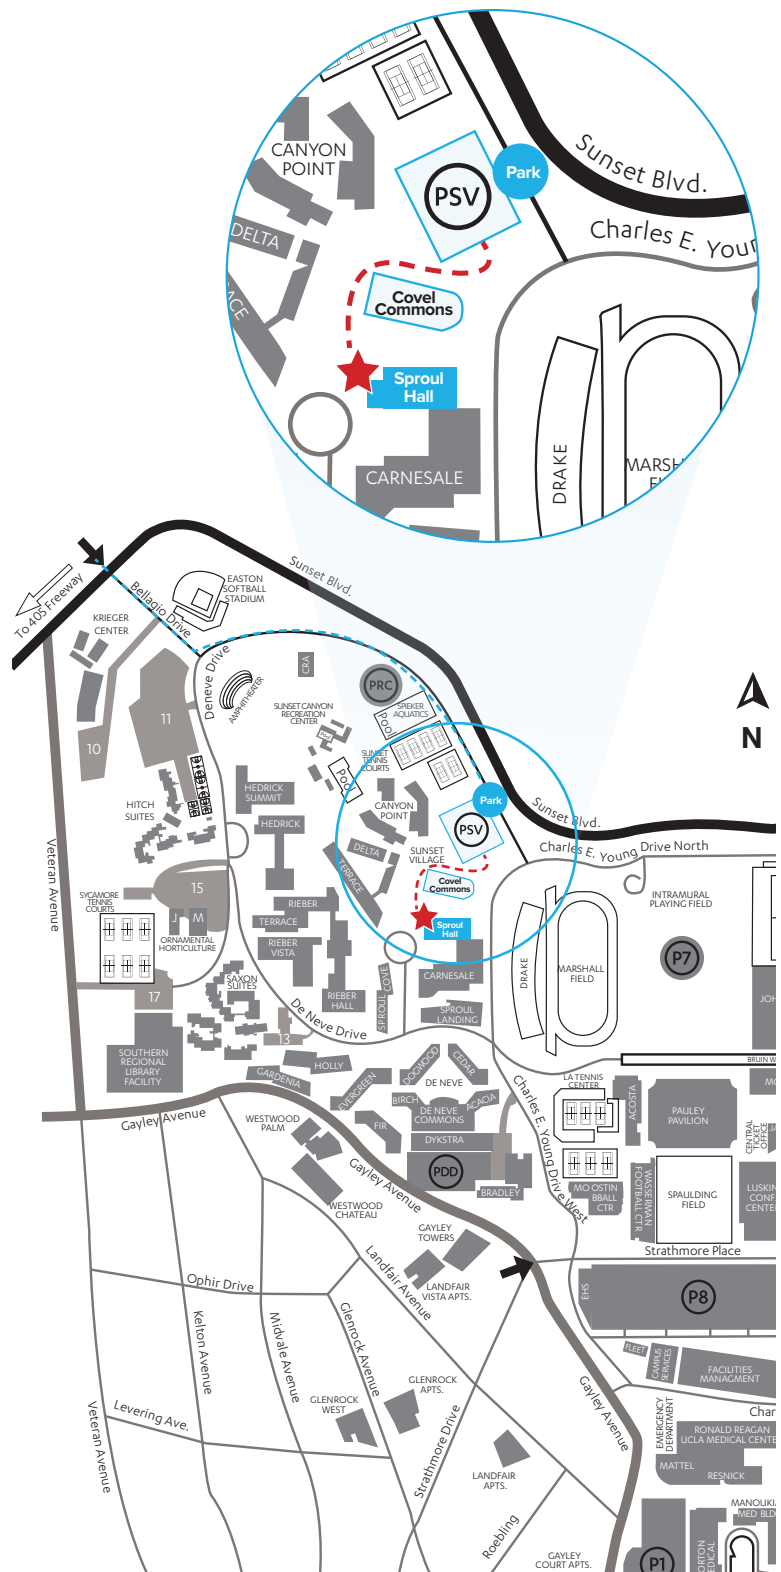 CANYON
POINT
Park
Sunset Blvd.
PSV
Charles E. Your
DELTA
Covel
Commons
Sproul
Hall
CARNESALE
DRAKE
To 405 Freeway
Bellagio Drive
EASTON
SOFTBALL
STADIUM
Sunset Blvd.
KRIEGER
CENTER
Deneve Drive
AMPHITHEATER
CRA
PRC
SUNSET CANYON
RECREATION
CENTER
Pool
Pool
SPIEKER
AQUATICS
Pool
SUNSET
TENNIS
COURTS
N
10
11
HITCH
SUITES
HEDRICK
SUMMIT
HEDRICK
CANYON
POINT
Park
PSV
Sunset Blvd.
SUNSET
VILLAGE
DELTA
TERRACE
Charles E. Young Drive North
Covel
Commons
Sproul
Hall
Veteran Avenue
SYCAMORE
TENNIS
COURTS
15
J
M
ORNAMENTAL
HORTICULTURE
RIEBER
TERRACE
RIEBER
VISTA
RIEBER
HALL
SPROUL COVE
CARNESALE
SPROUL
LANDING
DRAKE
MARSHALL
FIELD
INTRAMURAL
PLAYING FIELD
P7
17
SAXON
SUITES
13
De Neve Drive
SOUTHERN
REGIONAL
LIBRARY
FACILITY
BRUIN W
GARDENIA
HOLLY
EVERGREEN
FIR
DOGWOOD
CEDAR
DE NEVE
BIRCH
ACACIA
DE NEVE
COMMONS
DYKSTRA
PDD
BRADLEY
Gayley Avenue
WESTWOOD
PALM
WESTWOOD
CHATEAU
Gayley Avenue
Charles E. Young Drive West
LA TENNIS
CENTER
ACOSTA
PAULEY
PAVILION
CENTRAL
TICKET
OFFICE
MO OSTIN
BBALL
CTR
WASSERMAN
FOOTBALL CTR
SPAULDING
FIELD
LUSKIN
CONF.
CENTER
Strathmore Place
GAYLEY
TOWERS
LANDFAIR
VISTA APTS.
Landfair Avenue
EHS
P8
Ophir Drive
Kelton Avenue
Midvale Avenue
Glenrock Avenue
FLEET
CAMPUS
SERVICES
FACILITIES
MANAGMENT
Levering Ave.
Veteran Avenue
GLENROCK
WEST
GLENROCK
APTS.
Strathmore Drive
LANDFAIR
APTS.
Gayley Avenue
Char
EMERGENCY
DEPARTMENT
RONALD REAGAN
UCLA MEDICAL CENTE
MATTEL
RESNICK
Roebling
GAYLEY
COURT APTS.
P1
MANOUKI
MED BLD